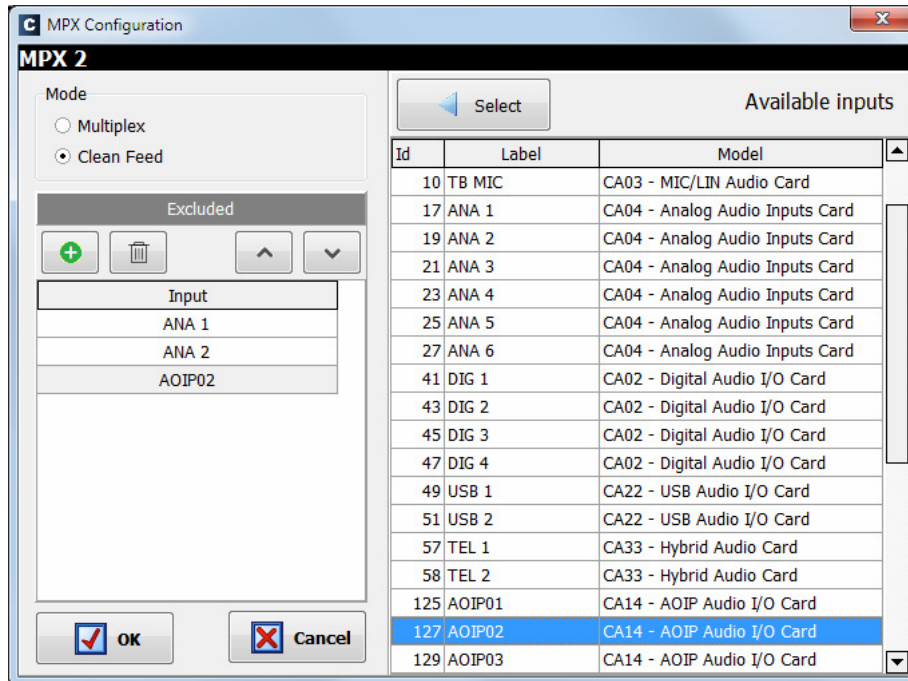 C MPX Configuration
MPX 2
Mode
Multiplex
Clean Feed
Excluded
Input
ANA 1
ANA 2
AOIP02
OK
Cancel
Select
Available inputs
Id Label Model
10 TB MIC CA03 - MIC/LIN Audio Card
17 ANA 1 CA04 - Analog Audio Inputs Card
19 ANA 2 CA04 - Analog Audio Inputs Card
21 ANA 3 CA04 - Analog Audio Inputs Card
23 ANA 4 CA04 - Analog Audio Inputs Card
25 ANA 5 CA04 - Analog Audio Inputs Card
27 ANA 6 CA04 - Analog Audio Inputs Card
41 DIG 1 CA02 - Digital Audio I/O Card
43 DIG 2 CA02 - Digital Audio I/O Card
45 DIG 3 CA02 - Digital Audio I/O Card
47 DIG 4 CA02 - Digital Audio I/O Card
49 USB 1 CA22 - USB Audio I/O Card
51 USB 2 CA22 - USB Audio I/O Card
57 TEL 1 CA33 - Hybrid Audio Card
58 TEL 2 CA33 - Hybrid Audio Card
125 AOIP01 CA14 - AOIP Audio I/O Card
127 AOIP02 CA14 - AOIP Audio I/O Card
129 AOIP03 CA14 - AOIP Audio I/O Card